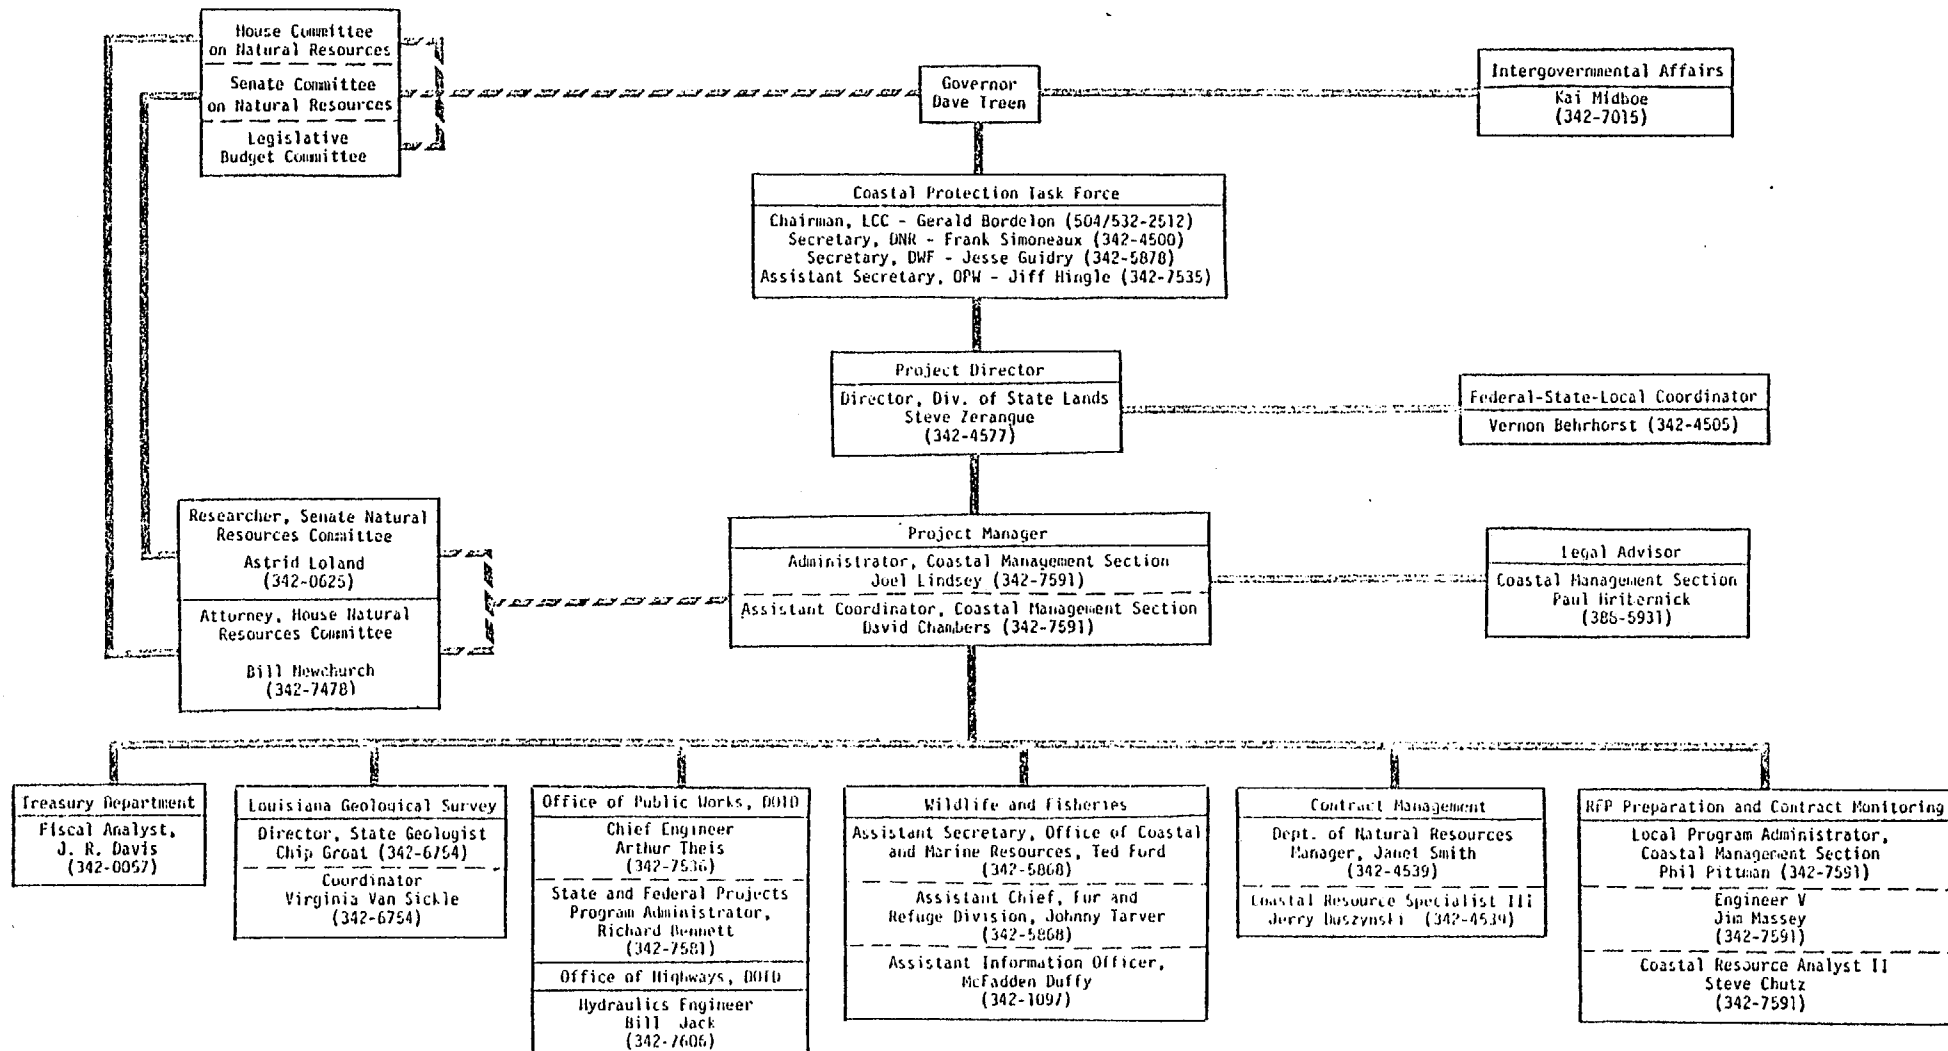 House Committee
on Natural Resources
Senate Committee
on Natural Resources
Legislative
Budget Committee
Governor
Dave Treen
Intergovernmental Affairs
Kai Midboe
(342-7015)
Coastal Protection Task Force
Chairman, LCC - Gerald Bordelon (504/532-2512)
Secretary, DNR - Frank Simoneaux (342-4500)
Secretary, DWF - Jesse Guidry (342-5878)
Assistant Secretary, OPW - Jiff Hingle (342-7535)
Project Director
Director, Div. of State Lands
Steve Zerangue
(342-4577)
Federal-State-Local Coordinator
Vernon Behrhorst (342-4505)
Researcher, Senate Natural
Resources Committee
Astrid Loland
(342-0625)
Attorney, House Natural
Resources Committee
Bill Newchurch
(342-7478)
Project Manager
Administrator, Coastal Management Section
Joel Lindsey (342-7591)
Assistant Coordinator, Coastal Management Section
David Chambers (342-7591)
Legal Advisor
Coastal Management Section
Paul
Treasury Department
Fiscal Analyst,
J. R. Davis
(342-0057)
Louisiana Geological Survey
Director, State Geologist
Chip Groat (342-6754)
Coordinator
Virginia Van Sickle
(342-6754)
Office of Public Works, DOTD
Chief Engineer
Arthur Theis
(342-7536)
State and Federal Projects
Program Administrator,
Richard Bennett
(342-7581)
Office of Highways, DOTD
Hydraulics Engineer
Bill Jack
(342-7606)
Wildlife and Fisheries
Assistant Secretary, Office of Coastal
and Marine Resources, Ted Ford
(342-5868)
Assistant Chief, Fur and
Refuge Division, Johnny Tarver
(342-5868)
Assistant Information Officer,
McFadden Duffy
(342-1097)
Contract Management
Dept. of Natural Resources
Manager, Janet Smith
(342-4539)
Coastal Resource Specialist III
Jerry Duszynski (342-4539)
RFP Preparation and Contract Monitoring
Local Program Administrator,
Coastal Management Section
Phil Pittman (342-7591)
Engineer V
Jim Massey
(342-7591)
Coastal Resource Analyst II
Steve Chutz
(342-7591)